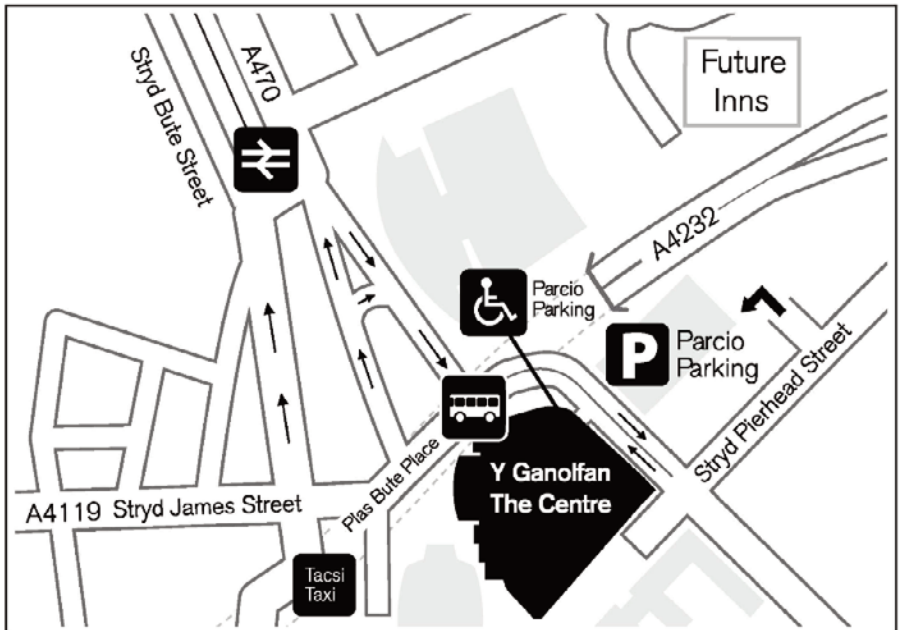 Stryd Bute Street
A470
Future
Inns
A4232
Parcio
Parking
P
Parcio
Parking
Stryd Pierhead Street
Plas Bute Place
Y Ganolfan
The Centre
A4119 Stryd James Street
Tacsi
Taxi